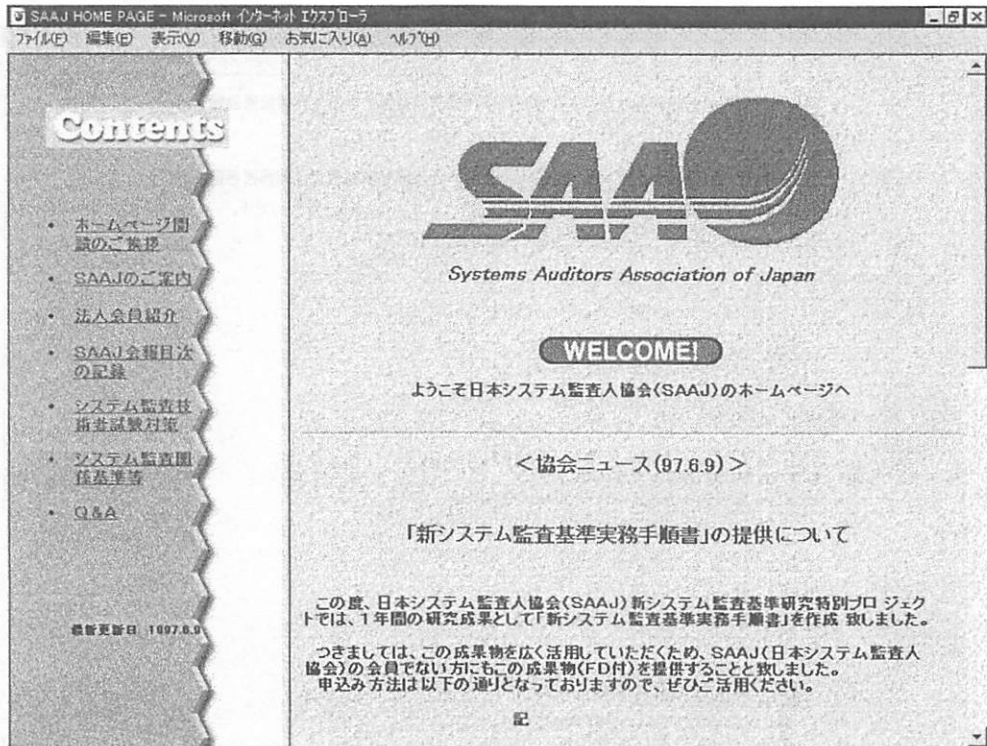 SAAJ HOME PAGE - Microsoft インターネット エクスプローラ
ファイル(F) 編集(E) 表示(V) 移動(G) お気に入り(A) ヘルプ(H)
Contents
・ ホームページ開
設のご挨拶
・ SAAJのご案内
・ 法人会員紹介
・ SAAJ会報目次
の記録
・ システム監査技
術者試験対策
・ システム監査関
係基準等
・ Q&A
最新更新日 1997.6.9
SAAJ
Systems Auditors Association of Japan
WELCOME!
ようこそ日本システム監査人協会(SAAJ)のホームページへ
<協会ニュース(97.6.9)>
「新システム監査基準実務手順書」の提供について
この度、日本システム監査人協会(SAAJ)新システム監査基準研究特別プロ ジェク
トでは、1年間の研究成果として「新システム監査基準実務手順書」を作成 致しました。
つきましては、この成果物を広く活用していただくため、SAAJ(日本システム監査人
協会)の会員でない方にもこの成果物(FD付)を提供することと致しました。
申込み方法は以下の通りとなっておりますので、ぜひご活用ください。
記